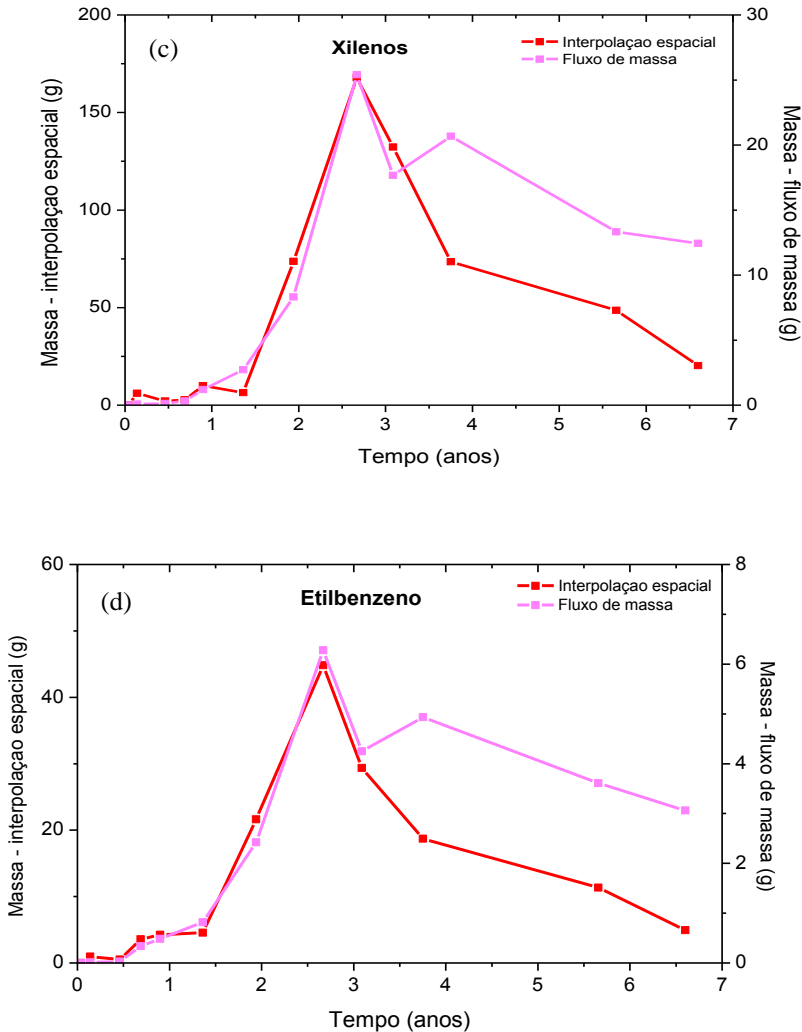 (c)
Xilenos
Interpolaçao espacial
Fluxo de massa
Massa - interpolaçao espacial (g)
200
150
100
50
0
30
20
10
0
Massa - fluxo de massa (g)
0 1 2 3 4 5 6 7
Tempo (anos)
(d)
Etilbenzeno
Interpolaçao espacial
Fluxo de massa
Massa - interpolaçao espacial (g)
60
40
20
0
8
6
4
2
0
Massa - fluxo de massa (g)
0 1 2 3 4 5 6 7
Tempo (anos)